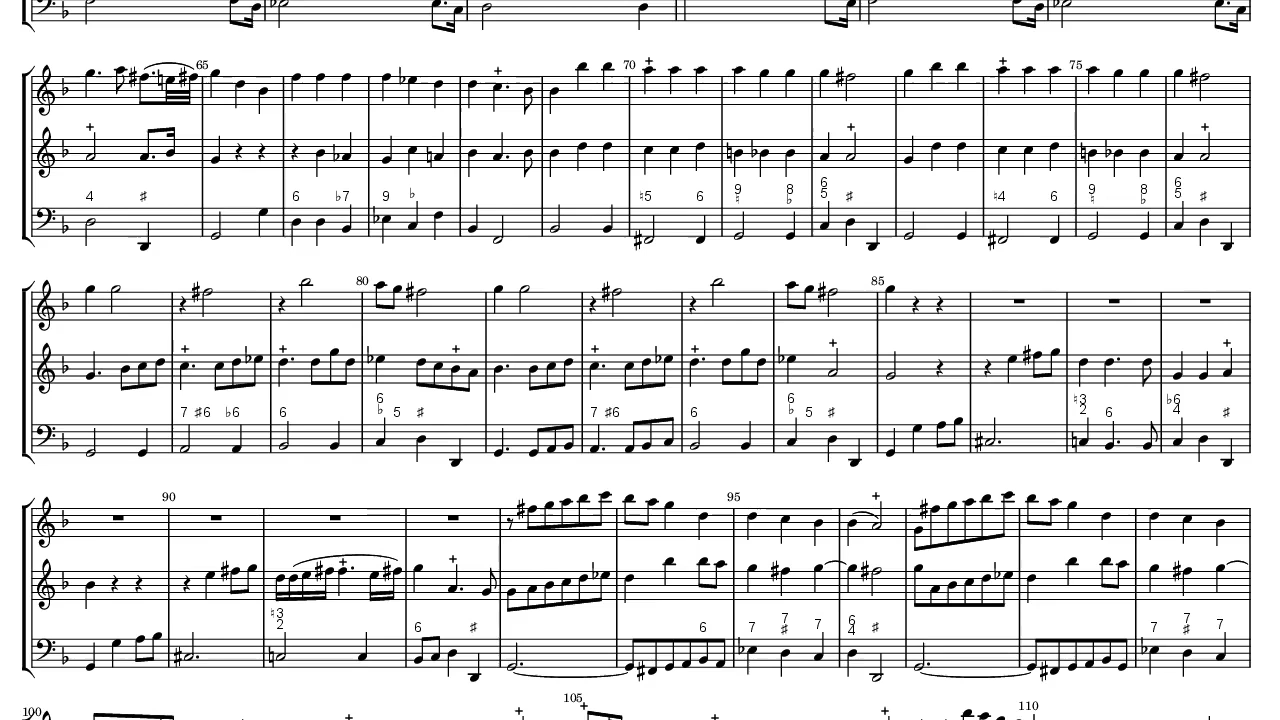 65 70 75
4 ♯ 6 ♭7 9 ♭ ♮5 6 9 ♮ 8 ♭ 6 5 ♯ ♮4 6 9 ♮ 8 ♭ 6 5 ♯
80 85
7 ♯6 ♭6 6 6 ♭ 5 ♯ 7 ♯6 6 6 ♭ 5 ♯ ♮3 2 6 ♭6 4 ♯
90 95
♮3 2 6 ♯ 6 7 7 ♯ 7 6 4 ♯ 7 7 ♯ 7
100 105 110